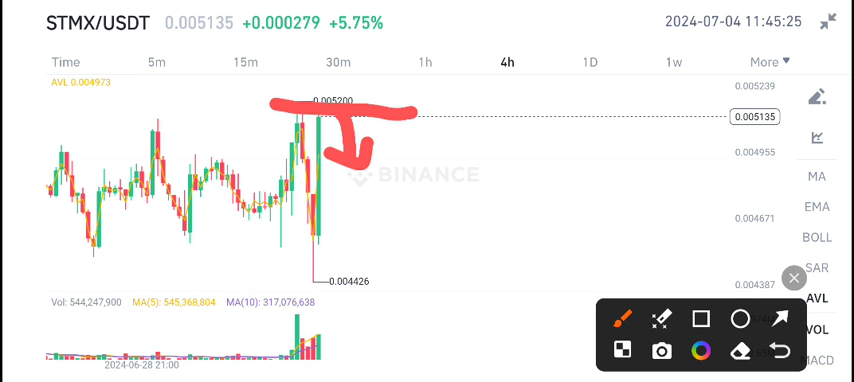 STMX/USDT 0.005135 +0.000279 +5.75% 2024-07-04 11:45:25
Time 5m 15m 30m 1h 4h 1D 1w More
AVL 0.004973
0.005239
0.005200
0.005135
0.004955
BINANCE
MA
EMA
0.004671
BOLL
SAR
0.004426
0.004387
AVL
Vol: 544,247,900 MA(5): 545,368,804 MA(10): 317,076,638
VOL
MACD
2024-06-28 21:00